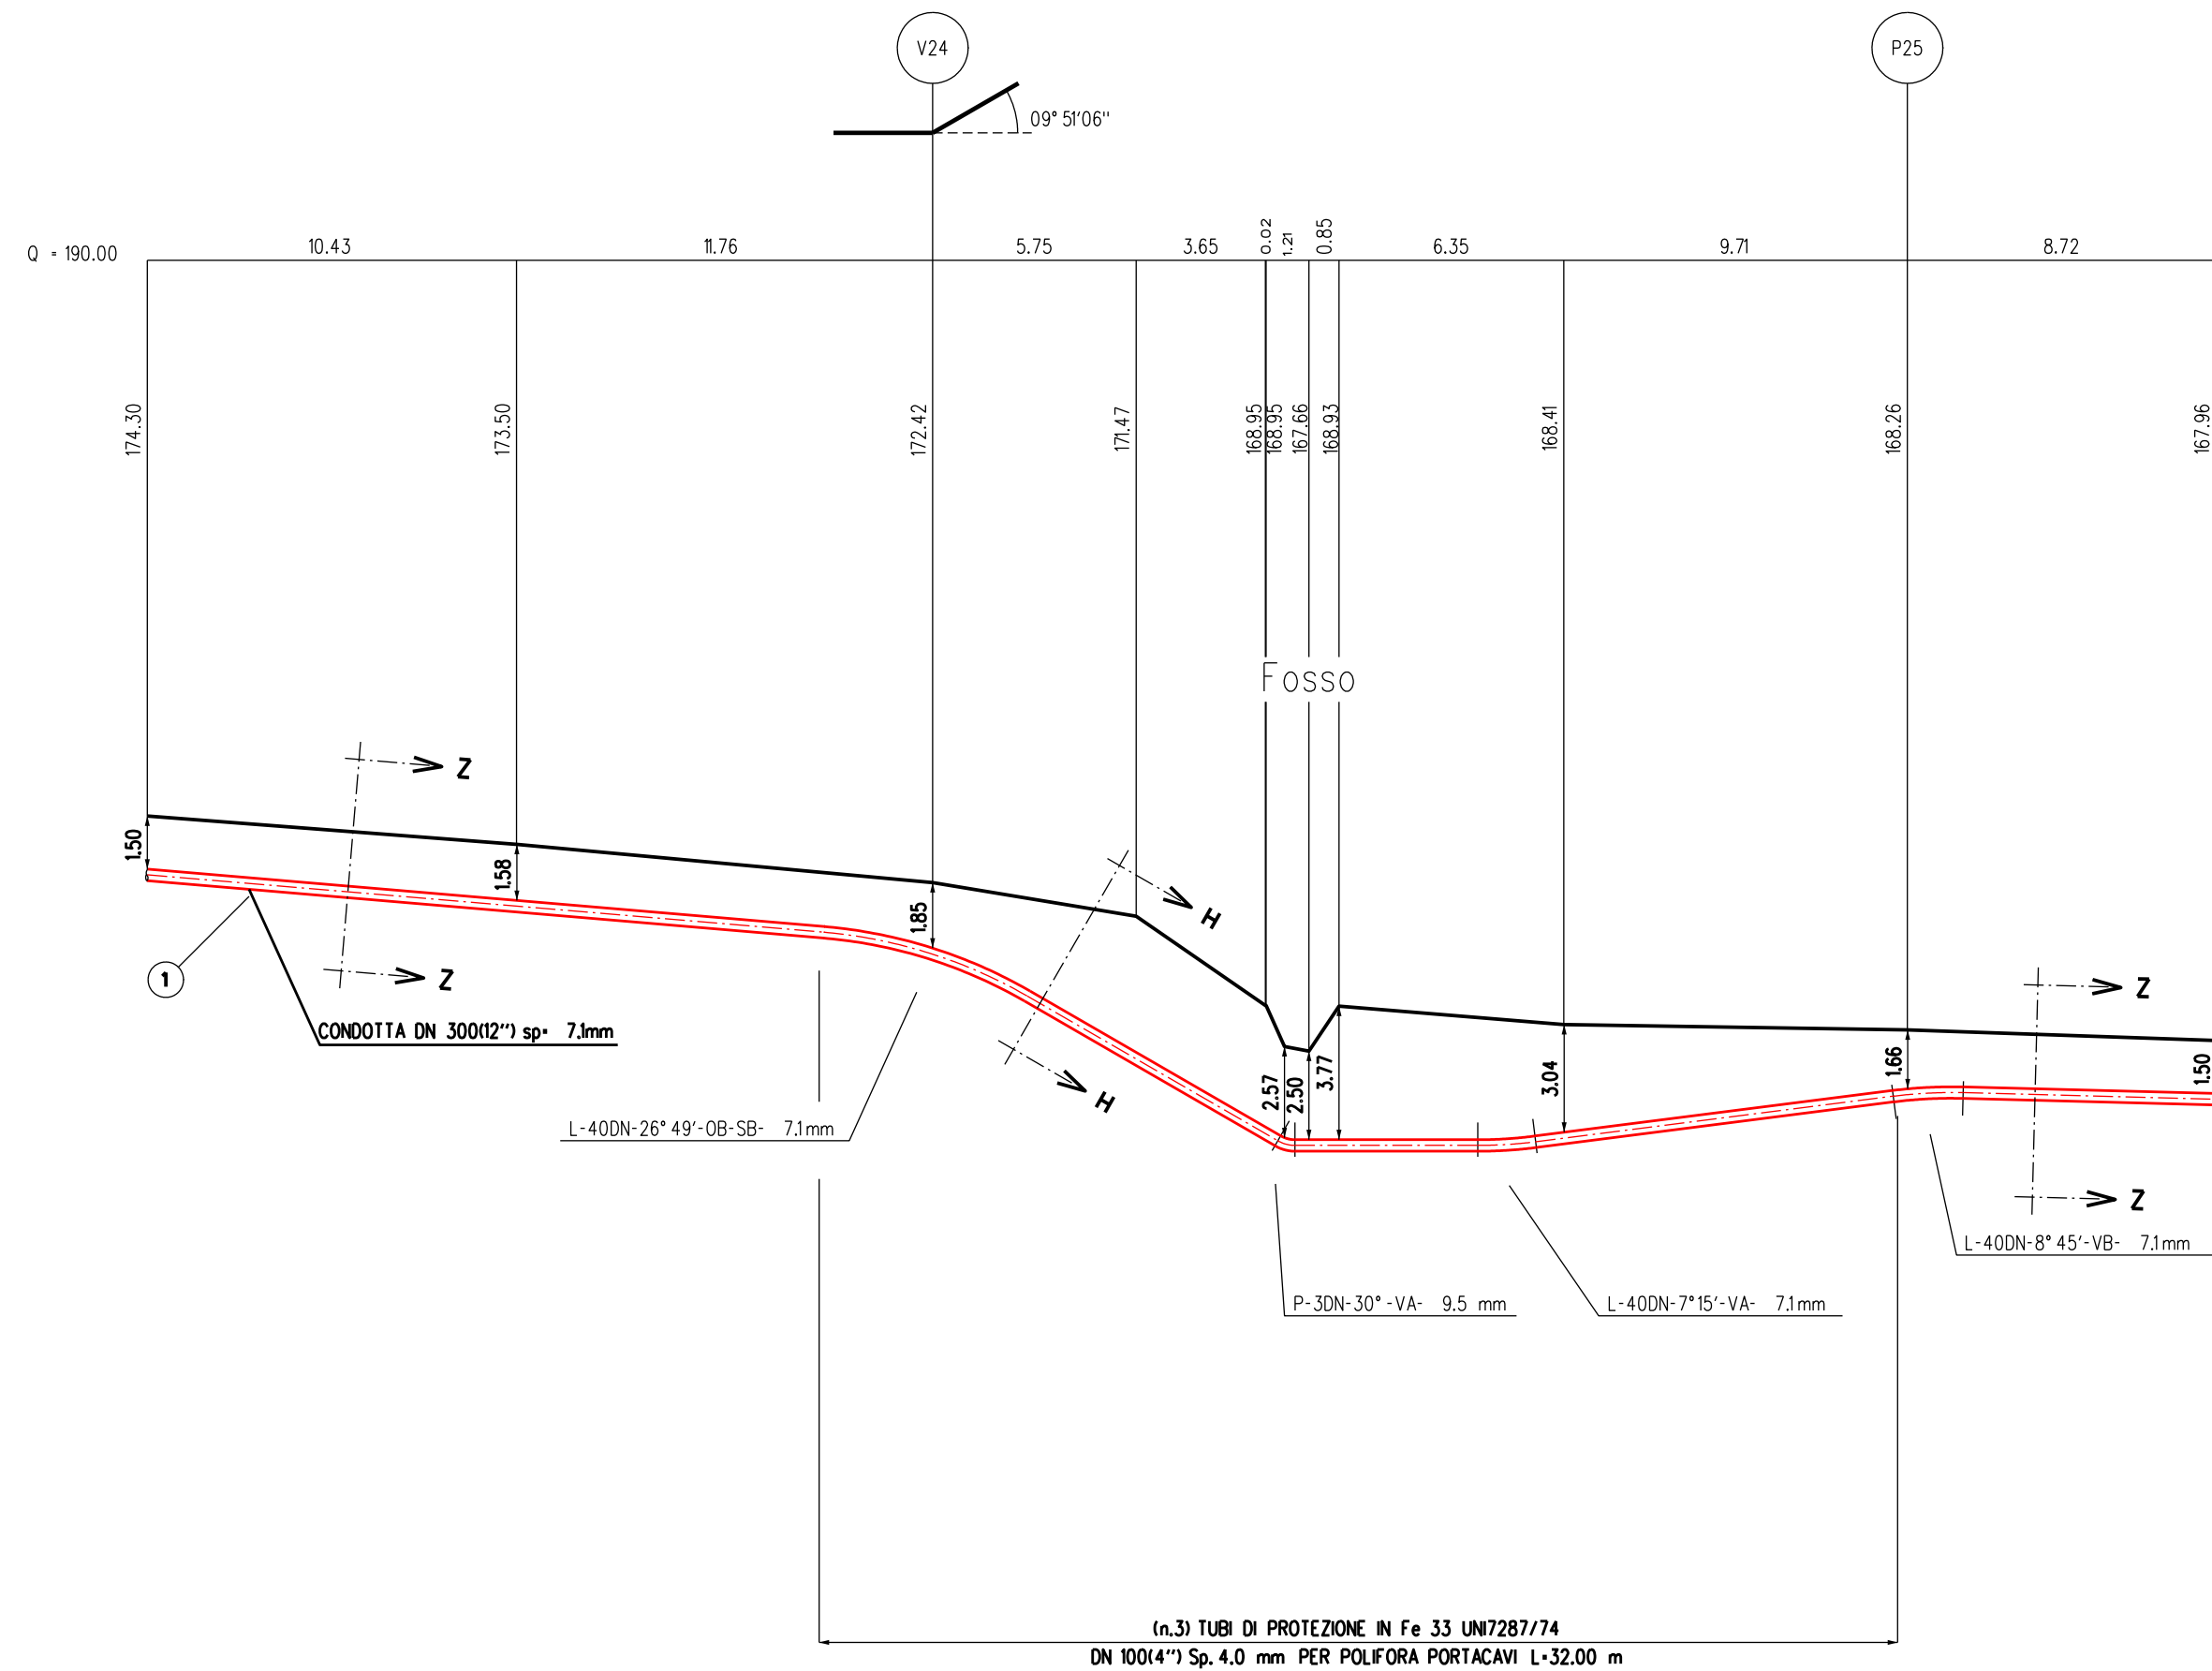 V24
P25
09° 51'06"
Q = 190.00
10.43
11.76
5.75
3.65
0.02
1.21
0.85
6.35
9.71
8.72
174.30
173.50
172.42
171.47
168.95
168.95
167.66
168.93
168.41
168.26
167.96
Fosso
Z
Z
H
H
Z
Z
1.50
1.58
1.85
2.57
2.50
3.77
3.04
1.66
1.50
1
CONDOTTA DN 300(12") sp= 7.1mm
L-40DN-26° 49'-OB-SB- 7.1mm
L-40DN-8° 45'-VB- 7.1mm
P-3DN-30°-VA- 9.5 mm
L-40DN-7°15'-VA- 7.1mm
(n.3) TUBI DI PROTEZIONE IN Fe 33 UNI7287/74
DN 100(4") Sp. 4.0 mm PER POLIFORA PORTACAVI L=32.00 m